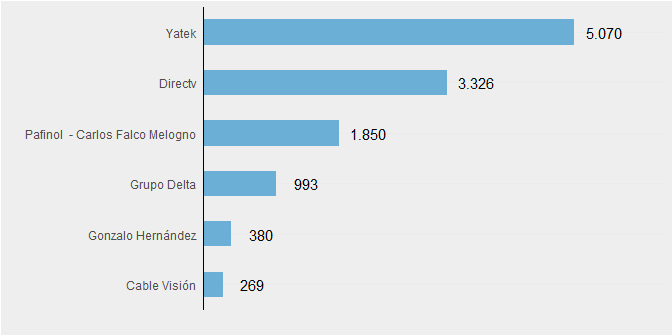 Yatek 5.070
Directv 3.326
Pafinol - Carlos Falco Melogno 1.850
Grupo Delta 993
Gonzalo Hernández 380
Cable Visión 269